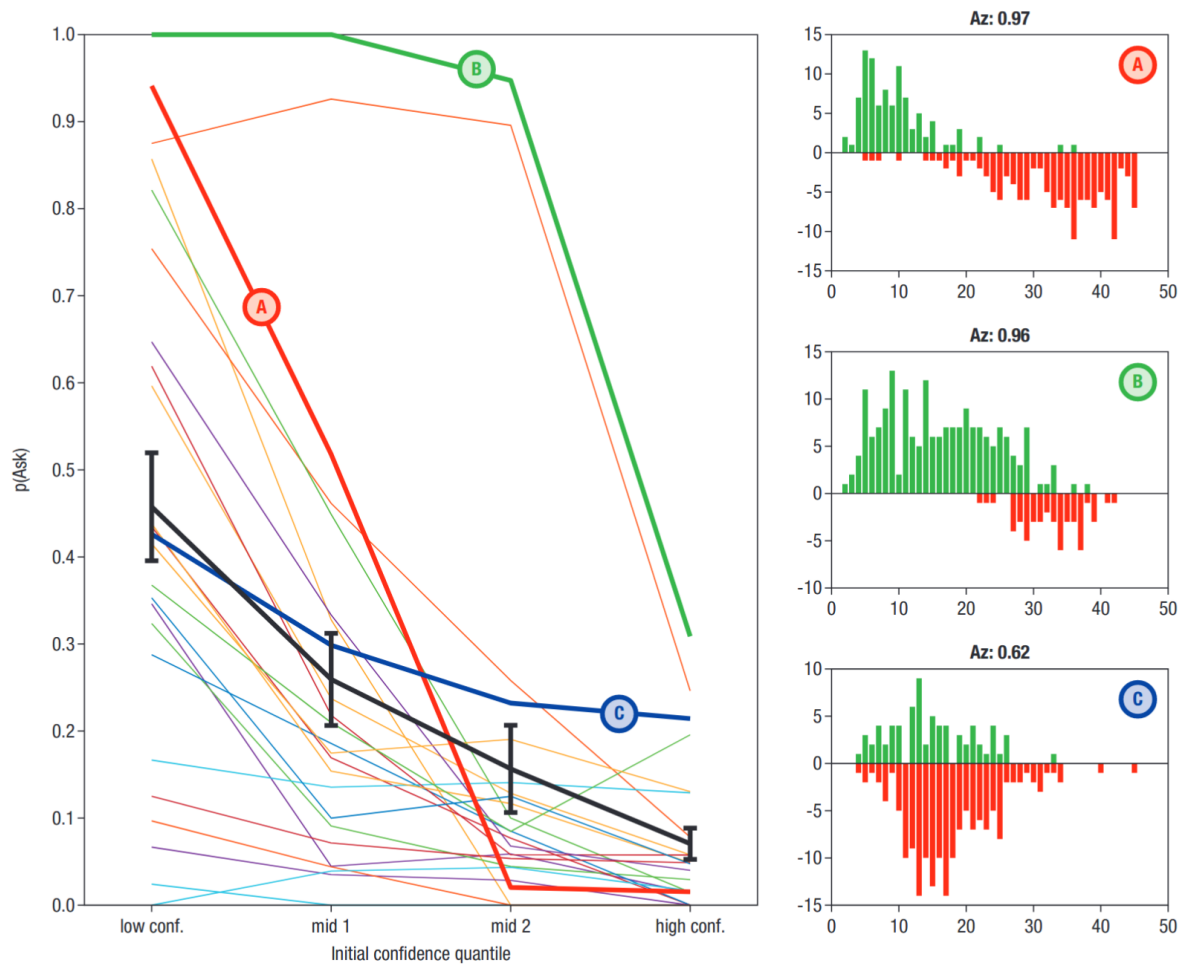 1.0
0.9
0.8
0.7
0.6
0.5
0.4
0.3
0.2
0.1
0.0
p(Ask)
A
B
C
low conf. mid 1 mid 2 high conf.
Initial confidence quantile
Az: 0.97
A
15
10
5
0
-5
-10
-15
0 10 20 30 40 50
Az: 0.96
B
15
10
5
0
-5
-10
0 10 20 30 40 50
Az: 0.62
C
10
5
0
-5
-10
-15
0 10 20 30 40 50